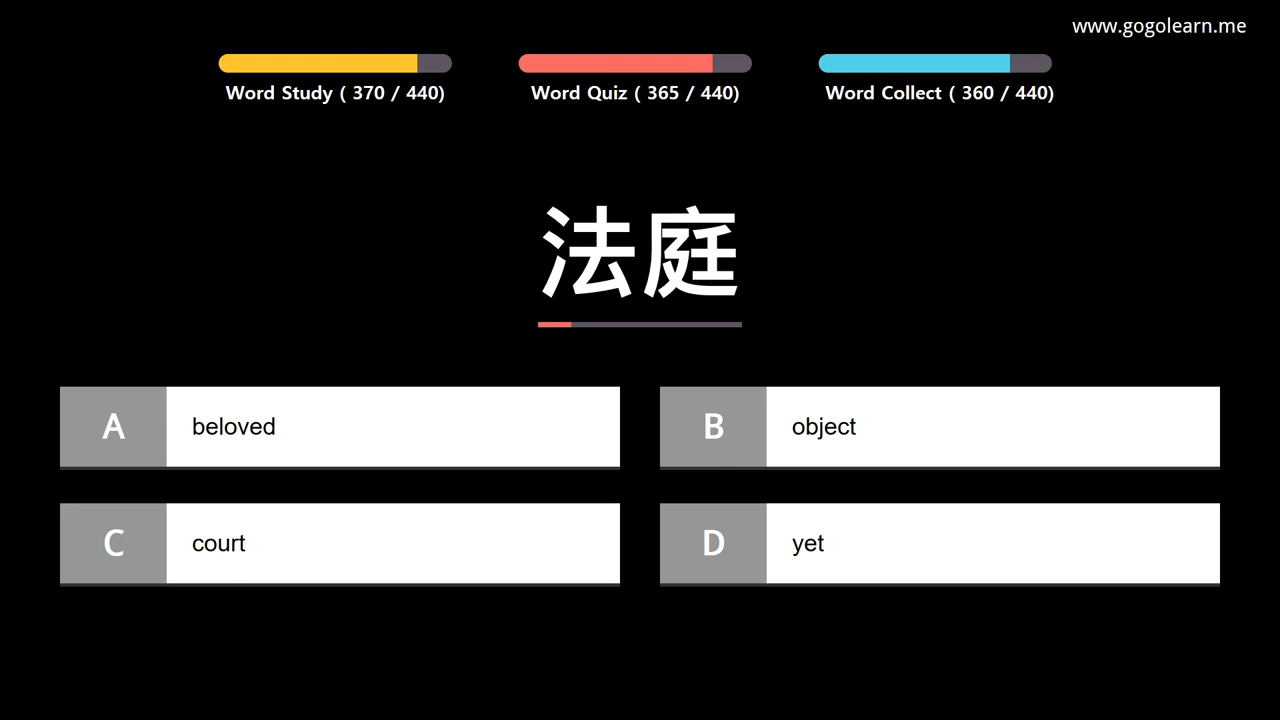 www.gogolearn.me
Word Study ( 370 / 440)
Word Quiz ( 365 / 440)
Word Collect ( 360 / 440)
法庭
A beloved
B object
C court
D yet